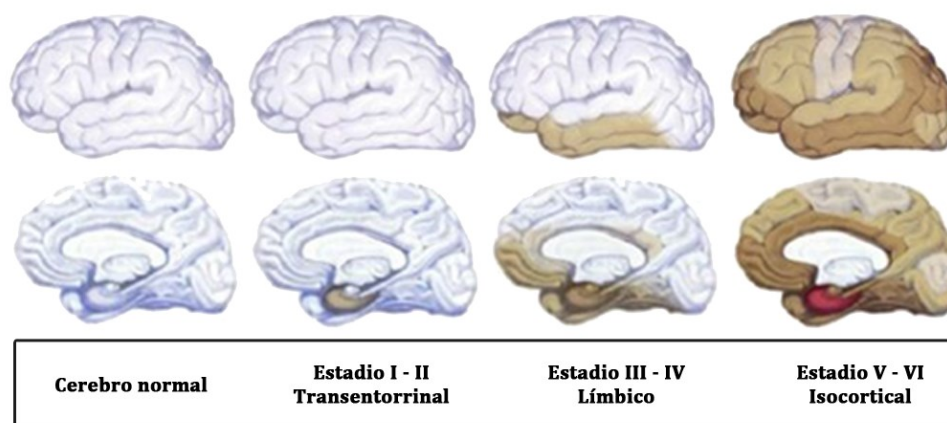 Cerebro normal
Estadio I - II
Transentorrinal
Estadio III - IV
Límbico
Estadio V - VI
Isocortical